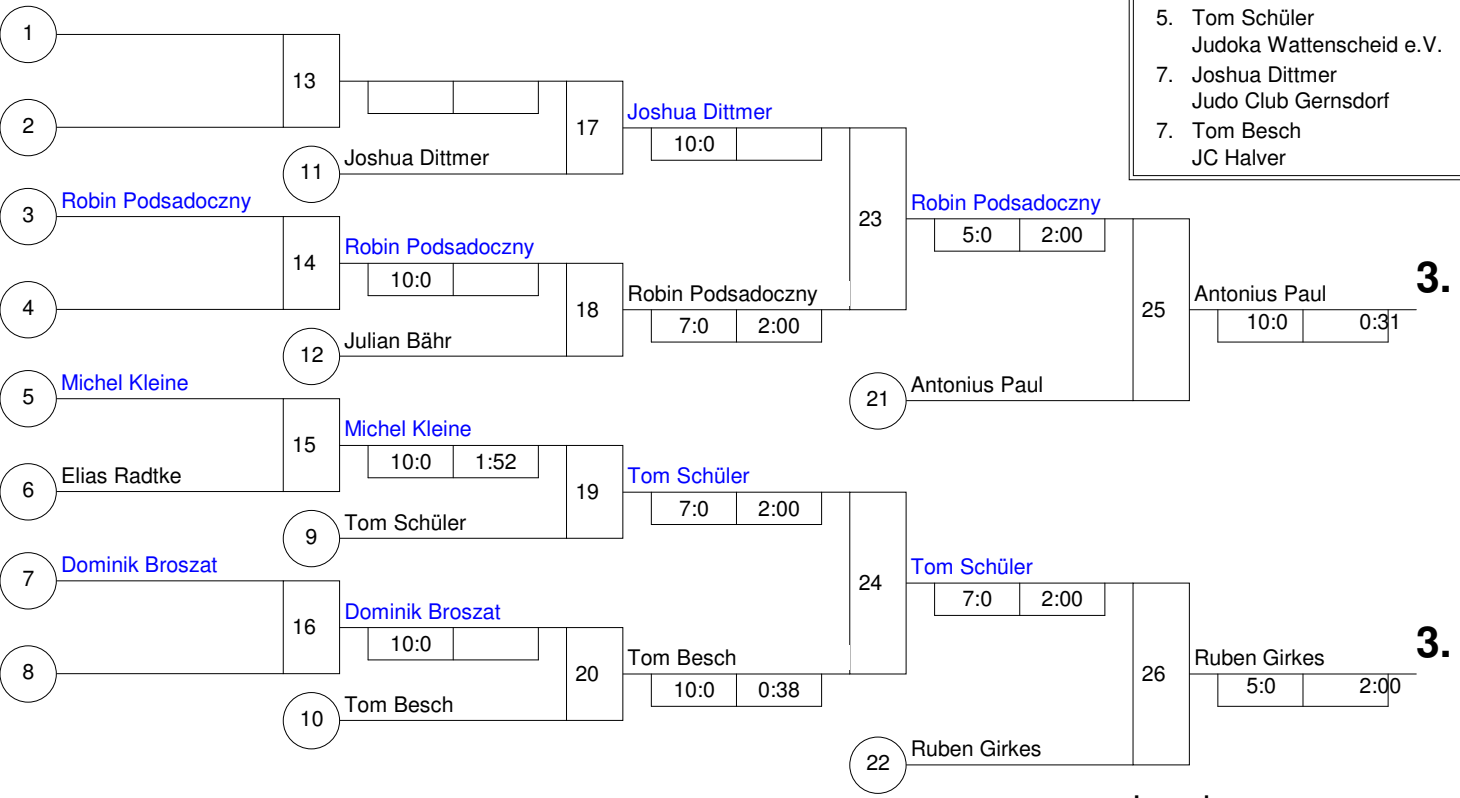 5. Tom Schüler
Judoka Wattenscheid e.V.
7. Joshua Dittmer
Judo Club Gernsdorf
7. Tom Besch
JC Halver
1
13
2
17
Joshua Dittmer
10:0
11
Joshua Dittmer
3
Robin Podsadoczny
23
Robin Podsadoczny
5:0 2:00
14
Robin Podsadoczny
10:0
4
18
Robin Podsadoczny
7:0 2:00
25
Antonius Paul
3.
10:0 0:31
12
Julian Bähr
5
Michel Kleine
21
Antonius Paul
15
Michel Kleine
10:0 1:52
6
Elias Radtke
19
Tom Schüler
7:0 2:00
9
Tom Schüler
7
Dominik Broszat
24
Tom Schüler
7:0 2:00
16
Dominik Broszat
10:0
8
20
Tom Besch
10:0 0:38
26
Ruben Girkes
3.
5:0 2:00
10
Tom Besch
22
Ruben Girkes